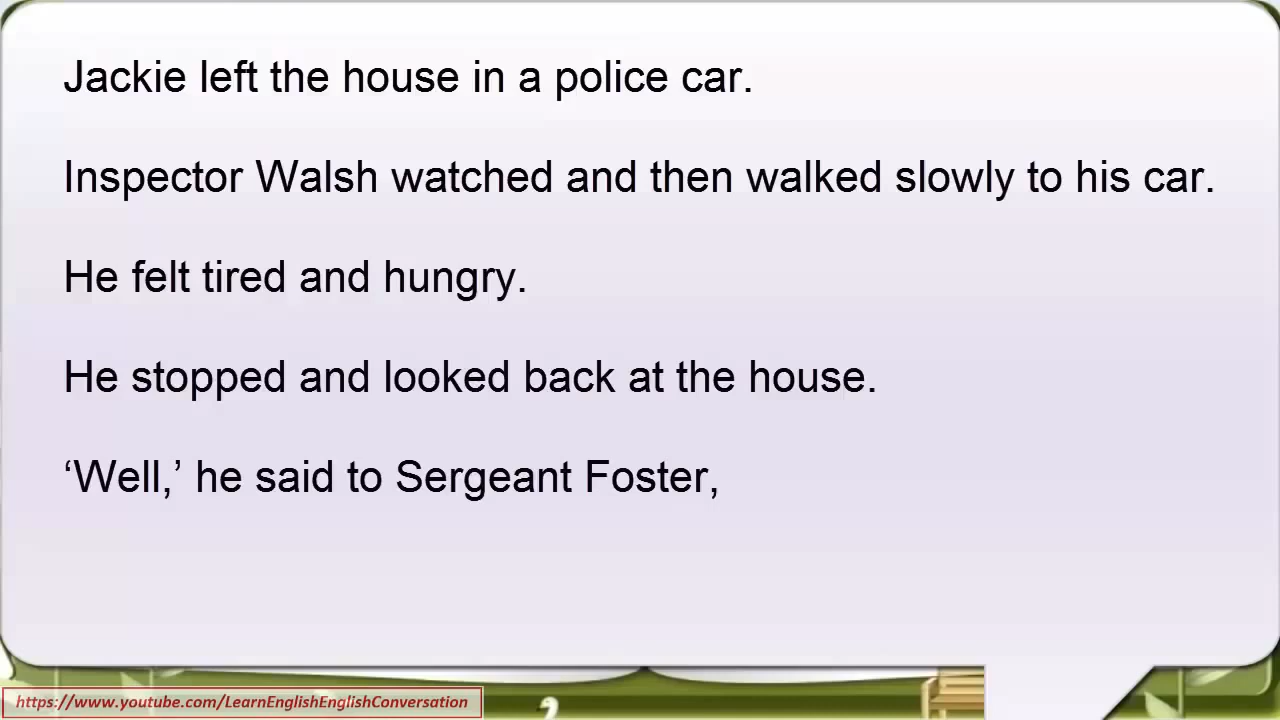 Jackie left the house in a police car.
Inspector Walsh watched and then walked slowly to his car.
He felt tired and hungry.
He stopped and looked back at the house.
‘Well,’ he said to Sergeant Foster,
https://www.youtube.com/LearnEnglishEnglishConversation